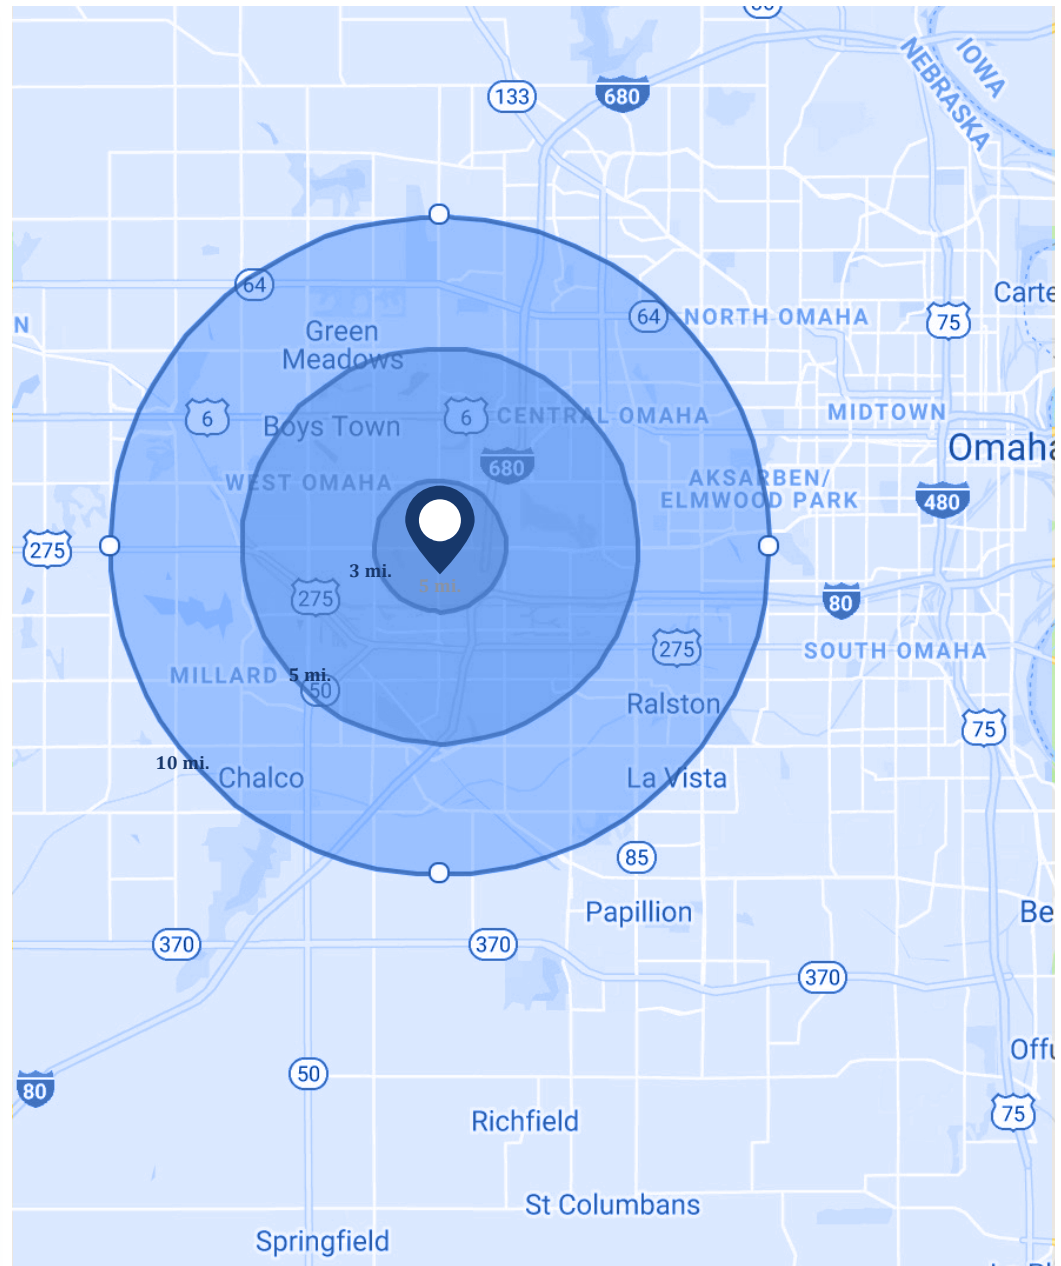 133
680
IOWA
NEBRASKA
64
Green
Meadows
64
NORTH OMAHA
75
Carte
N
6
Boys Town
6
CENTRAL OMAHA
MIDTOWN
Omaha
680
WEST OMAHA
AKSARBEN/
ELMWOOD PARK
480
275
3 mi.
5 mi.
275
80
MILLARD
5 mi.
50
275
SOUTH OMAHA
Ralston
75
10 mi.
Chalco
La Vista
85
Papillion
Be
370
370
370
50
Offu
80
75
Richfield
St Columbans
Springfield